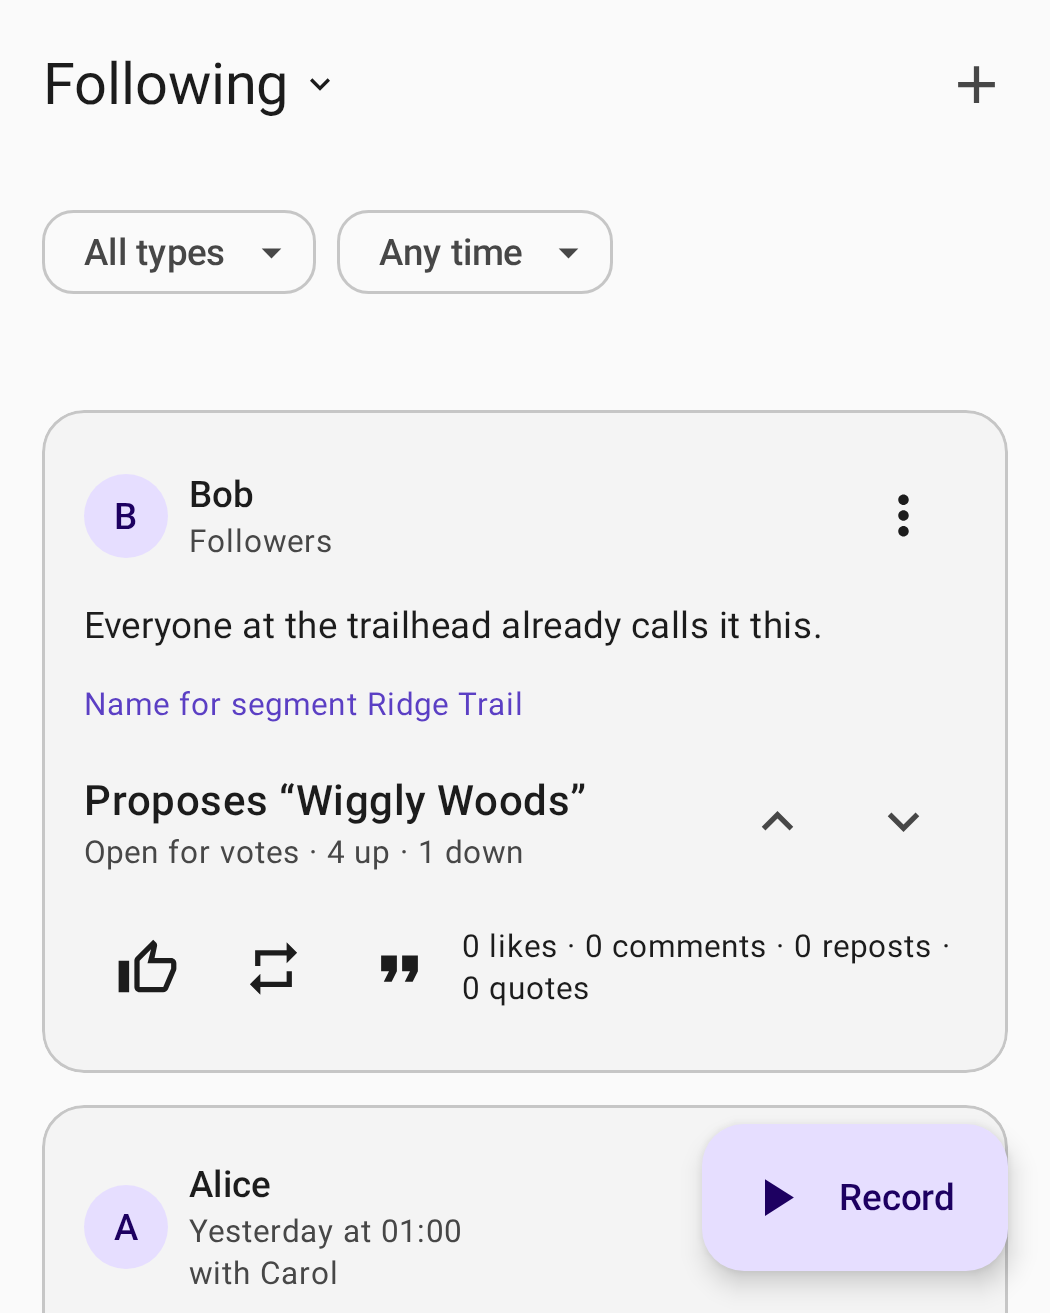 Following
All types
Any time
B
Bob
Followers
Everyone at the trailhead already calls it this.
Name for segment Ridge Trail
Proposes “Wiggly Woods”
Open for votes · 4 up · 1 down
0 likes · 0 comments · 0 reposts ·
0 quotes
A
Alice
Yesterday at 01:00
with Carol
Record